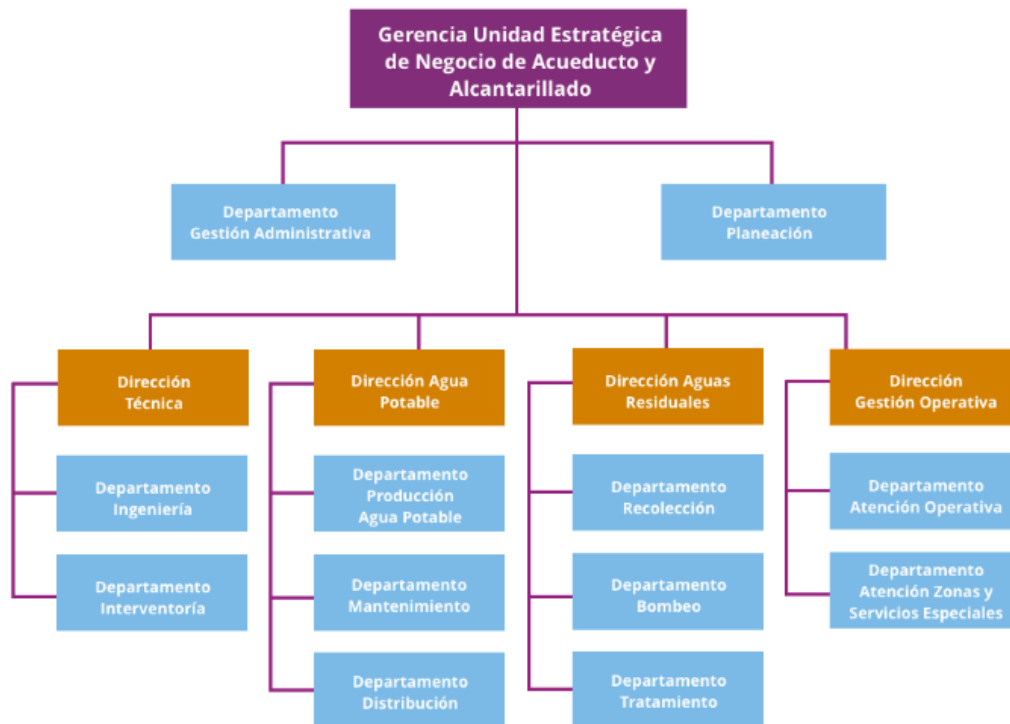 Gerencia Unidad Estratégica
de Negocio de Acueducto y
Alcantarillado
Departamento
Gestión Administrativa
Departamento
Planeación
Dirección
Técnica
Departamento
Ingeniería
Departamento
Interventoría
Dirección Agua
Potable
Departamento
Producción
Agua Potable
Departamento
Mantenimiento
Departamento
Distribución
Dirección Aguas
Residuales
Departamento
Recolección
Departamento
Bombeo
Departamento
Tratamiento
Dirección
Gestión Operativa
Departamento
Atención Operativa
Departamento
Atención Zonas y
Servicios Especiales